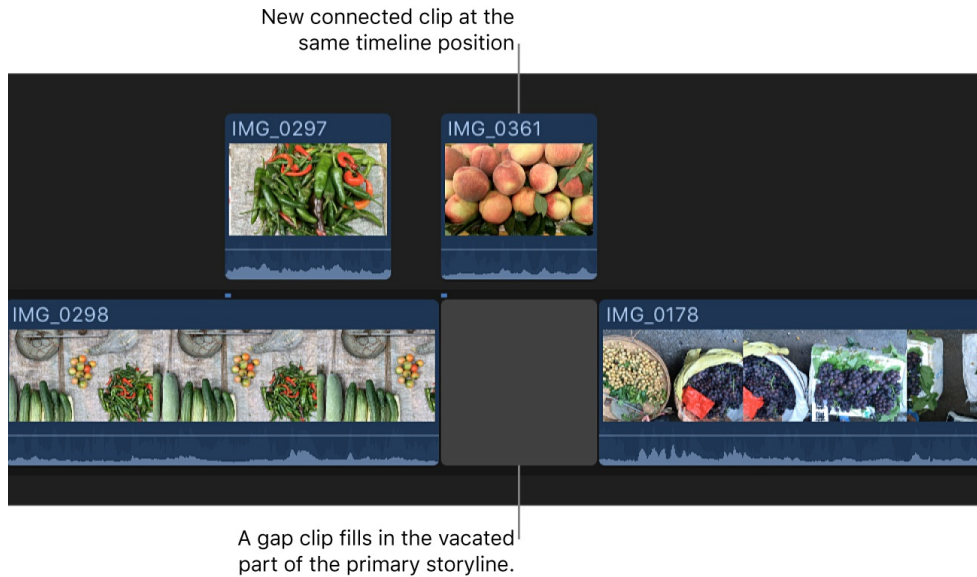 New connected clip at the
same timeline position
IMG_0297
IMG_0361
IMG_0298
IMG_0178
A gap clip fills in the vacated
part of the primary storyline.